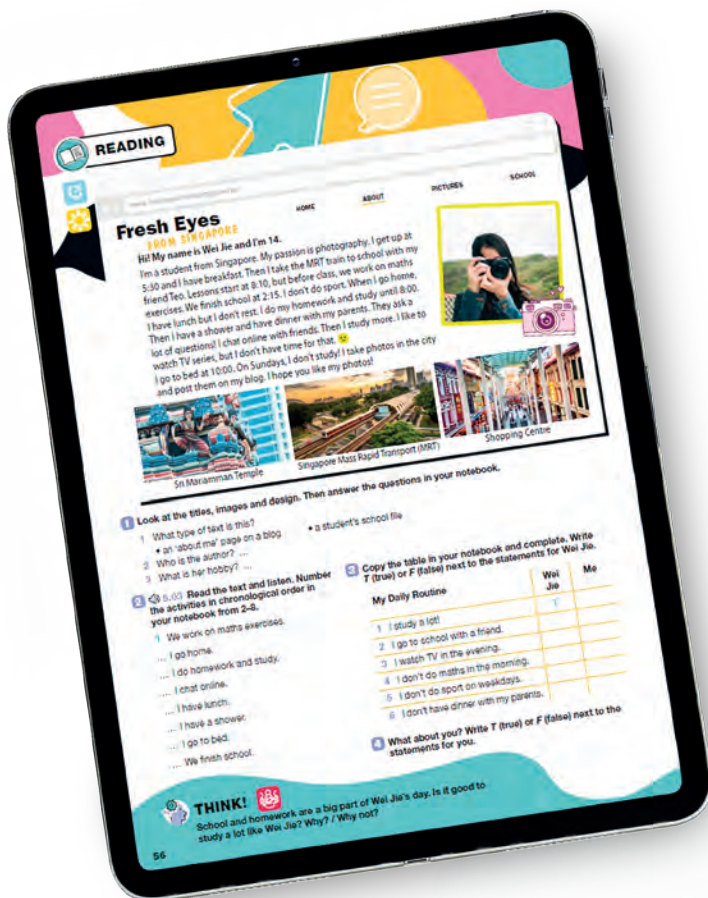 READING
HOME
ABOUT
PICTURES
SCHOOL
Fresh Eyes
FROM SINGAPORE
Hi! My name is Wei Jie and I'm 14.
I'm a student from Singapore. My passion is photography. I get up at
5:30 and I have breakfast. Then I take the MRT train to school with my
friend Teo. Lessons start at 8:10, but before class, we work on maths
exercises. We finish school at 2:15. I don't do sport. When I go home,
I have lunch but I don't rest. I do my homework and study until 8:00.
Then I have a shower and have dinner with my parents. They ask a
lot of questions! I chat online with friends. Then I study more. I like to
watch TV series, but I don't have time for that.
I go to bed at 10:00. On Sundays, I don't study! I take photos in the city
and post them on my blog. I hope you like my photos!
Sri Mariamman Temple
Singapore Mass Rapid Transport (MRT)
Shopping Centre
1 Look at the titles, images and design. Then answer the questions in your notebook.
1 What type of text is this?
• an 'about me' page on a blog
• a student's school file
2 Who is the author? ...
3 What is her hobby? ...
2 5.03 Read the text and listen. Number
the activities in chronological order in
your notebook from 2–8.
1 We work on maths exercises.
... I go home.
... I do homework and study.
... I chat online.
... I have lunch.
... I have a shower.
... I go to bed.
... We finish school.
3 Copy the table in your notebook and complete. Write
T (true) or F (false) next to the statements for Wei Jie.
My Daily Routine
Wei
Jie
Me
1 I study a lot!
T
2 I go to school with a friend.
3 I watch TV in the evening.
4 I don't do maths in the morning.
5 I don't do sport on weekdays.
6 I don't have dinner with my parents.
4 What about you? Write T (true) or F (false) next to the
statements for you.
THINK!
School and homework are a big part of Wei Jie's day. Is it good to
study a lot like Wei Jie? Why? / Why not?
56